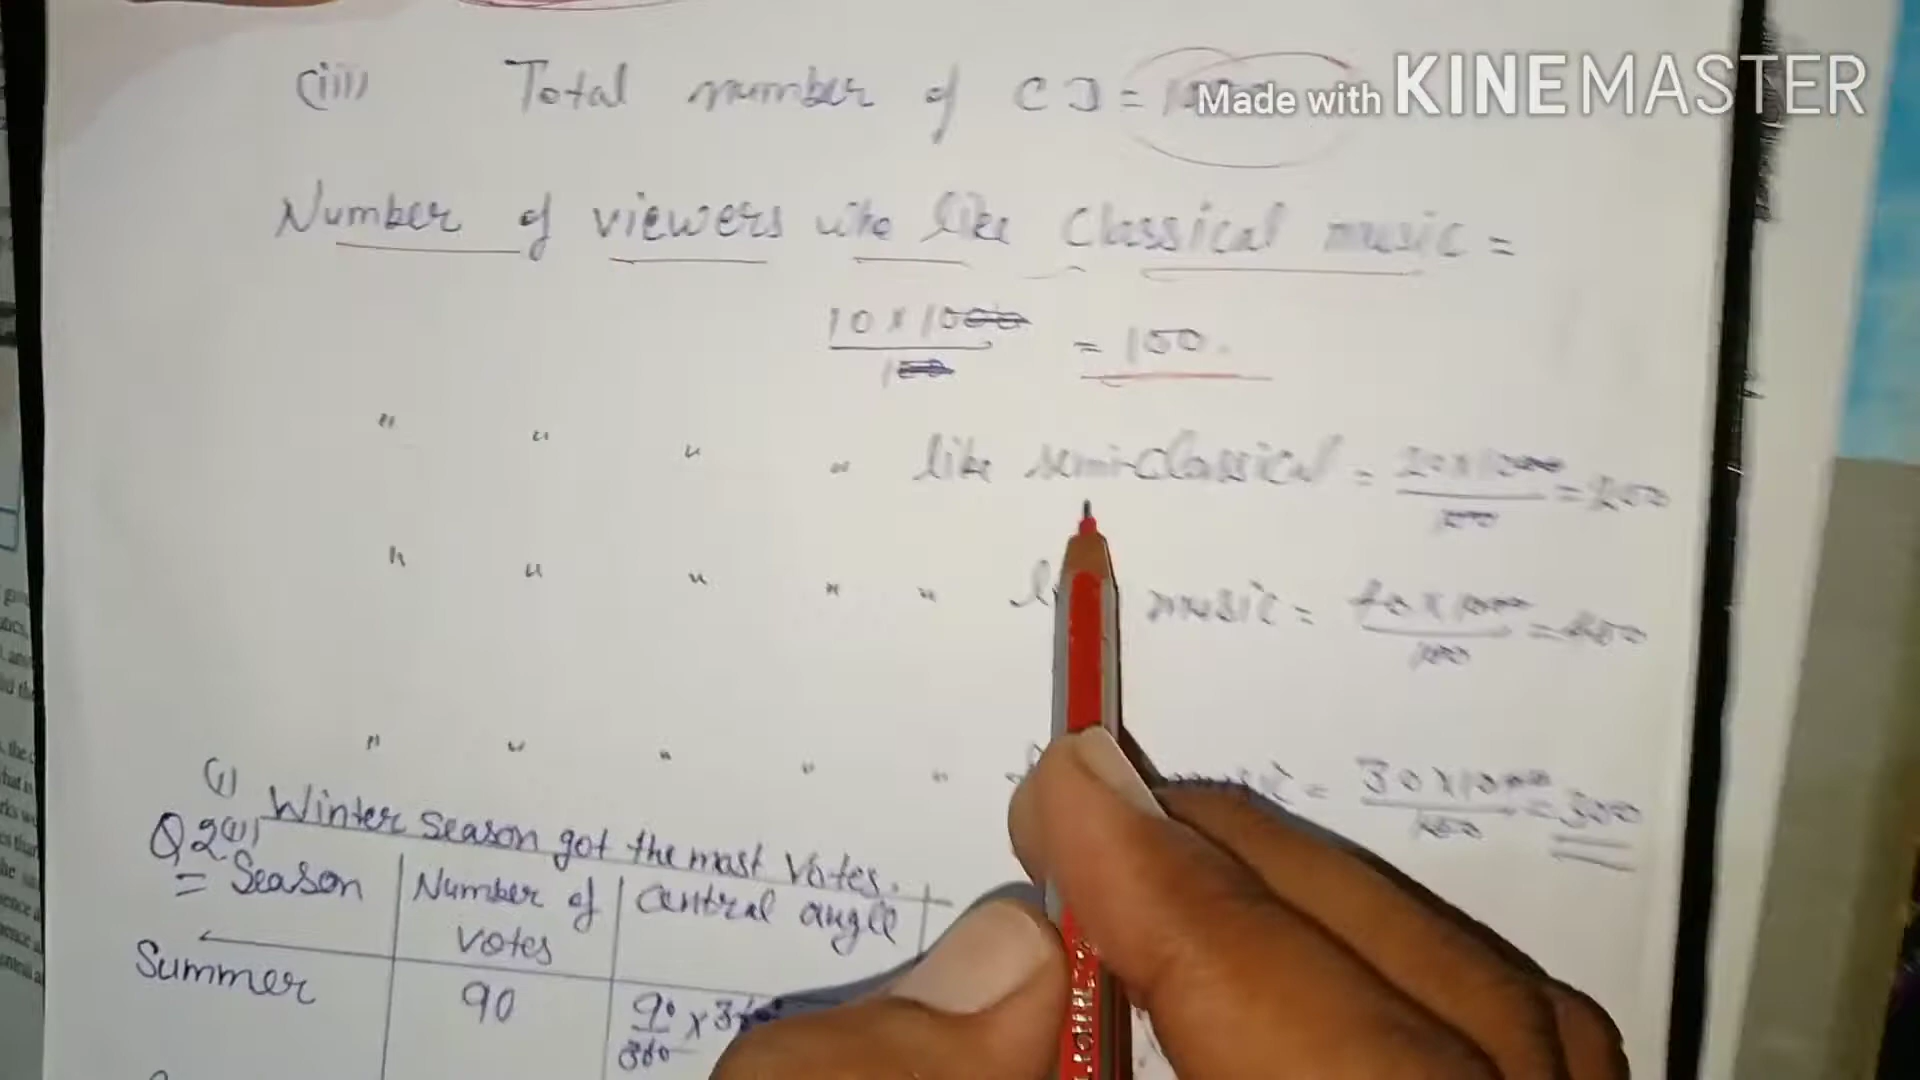 (iii) Total number of CD =
Made with KINEMASTER
Number of viewers who like Classical music =
10 x 1000 / 100 = 100.
" " " " like semi-classical = 20 x 1000 / 100 = 200
" " " " " music = 40 x 1000 / 100 = 400
" " " " " = 30 x 1000 / 100 = 300
(i) Winter season got the most Votes.
Q2(i)
= Season Number of votes Central angle
Summer 90 90/360 x